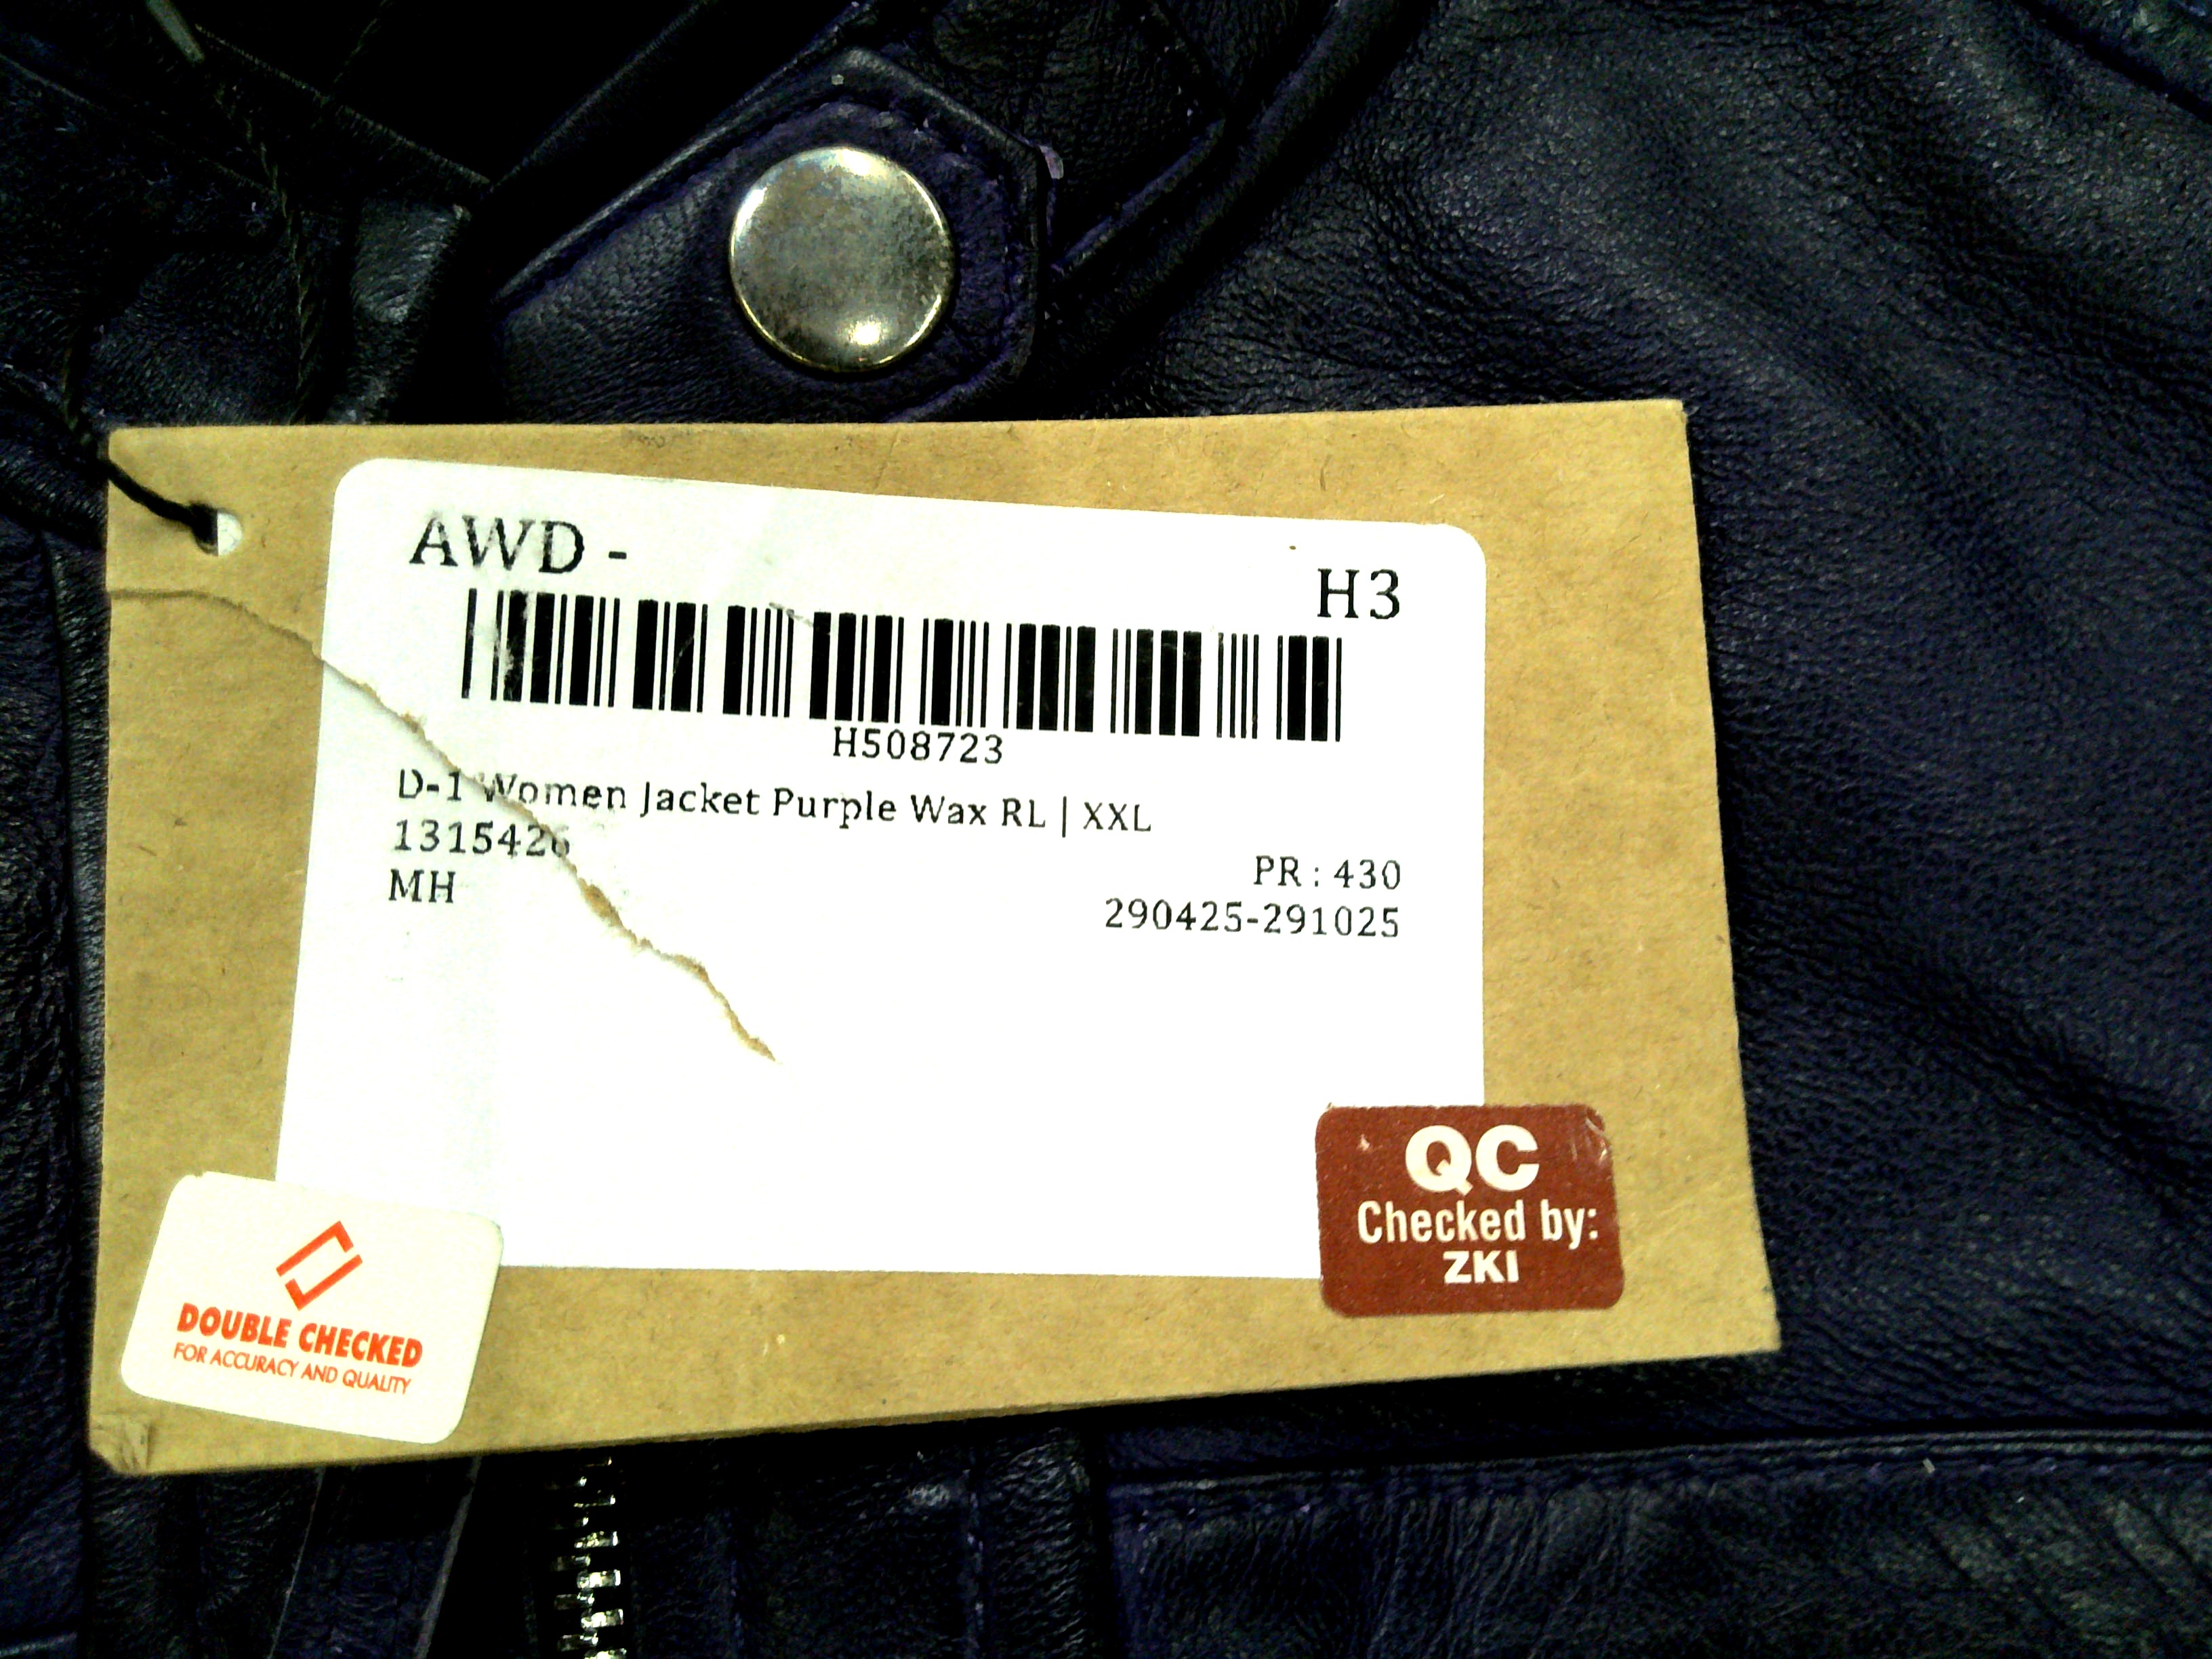 AWD -
H3
H508723
D-1 Women Jacket Purple Wax RL | XXL
1315426
PR : 430
MH
290425-291025
QC
Checked by:
ZKI
DOUBLE CHECKED
FOR ACCURACY AND QUALITY